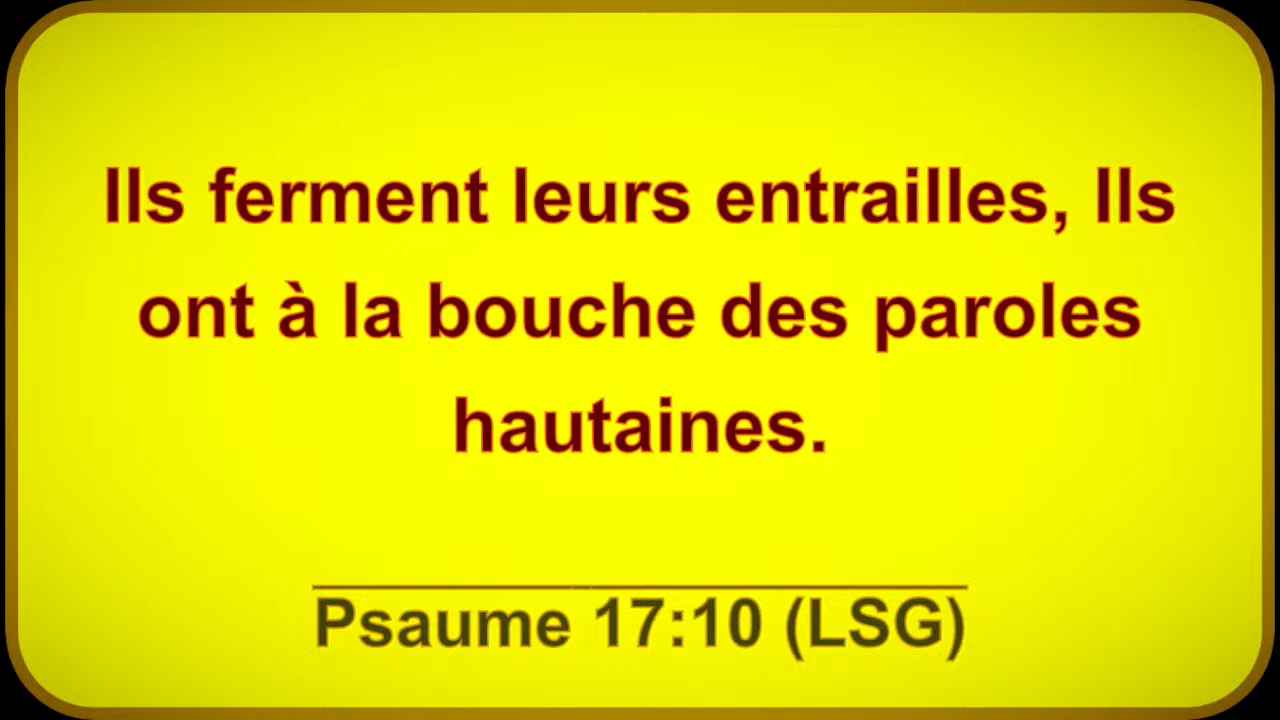 Ils ferment leurs entrailles, Ils
ont à la bouche des paroles
hautaines.
Psaume 17:10 (LSG)